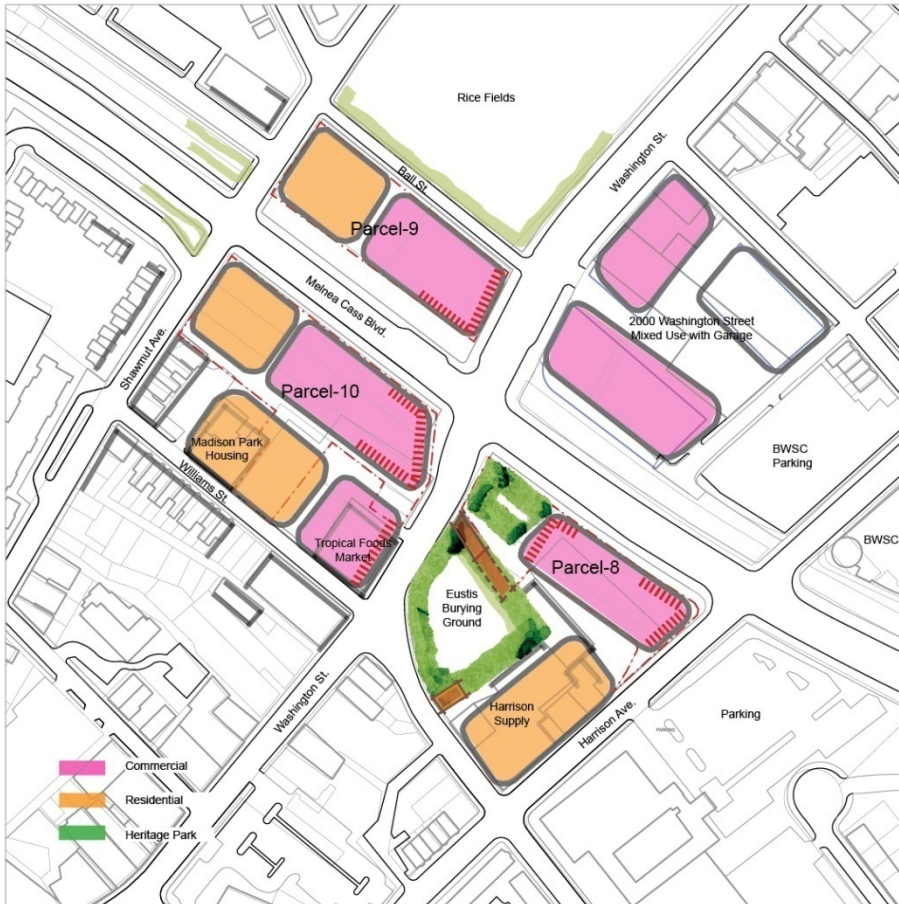 Rice Fields
Washington St.
Ball St.
Parcel-9
Melnea Cass Blvd.
2000 Washington Street
Mixed Use with Garage
Shawmut Ave.
Parcel-10
Madison Park
Housing
BWSC
Parking
Williams St.
Tropical Foods
Market
BWSC
Parcel-8
Eustis
Burying
Ground
Harrison
Supply
Washington St.
Harrison Ave.
Parking
PARKING
Commercial
Residential
Heritage Park